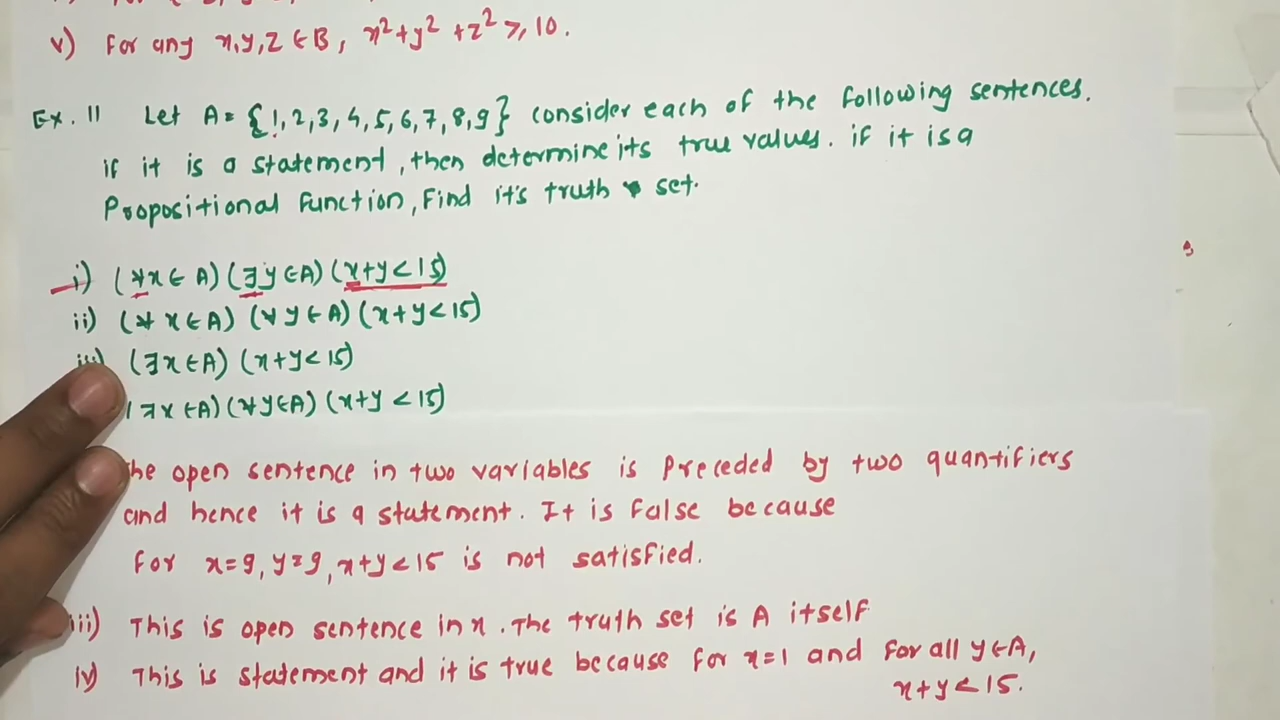 v) For any x,y,z ∈ B, x²+y²+z² ≥ 10.
Ex. 11 Let A = {1,2,3,4,5,6,7,8,9} consider each of the following sentences.
if it is a statement, then determine its true values. if it is a
Propositional Function, Find it's truth set.
i) (∀x ∈ A) (∃y ∈ A) (x+y<15)
ii) (∀ x ∈ A) (∀ y ∈ A) (x+y<15)
iii) (∃x ∈ A) (x+y<15)
(∃x ∈ A) (∀y ∈ A) (x+y <15)
he open sentence in two variables is preceded by two quantifiers
and hence it is a statement. It is false because
for x=9, y=9, x+y<15 is not satisfied.
iii) This is open sentence in x. The truth set is A itself
iv) This is statement and it is true because for x=1 and for all y ∈ A,
x+y<15.